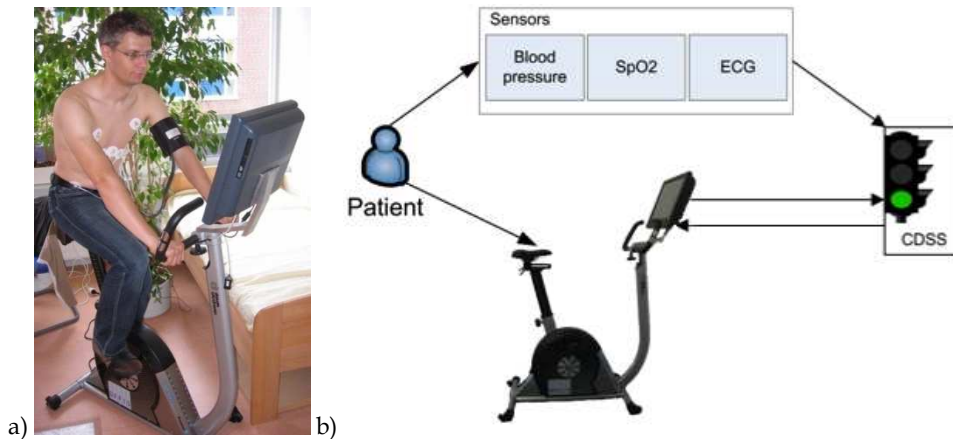 Sensors
Blood
pressure
SpO2
ECG
Patient
CDSS
a)
b)